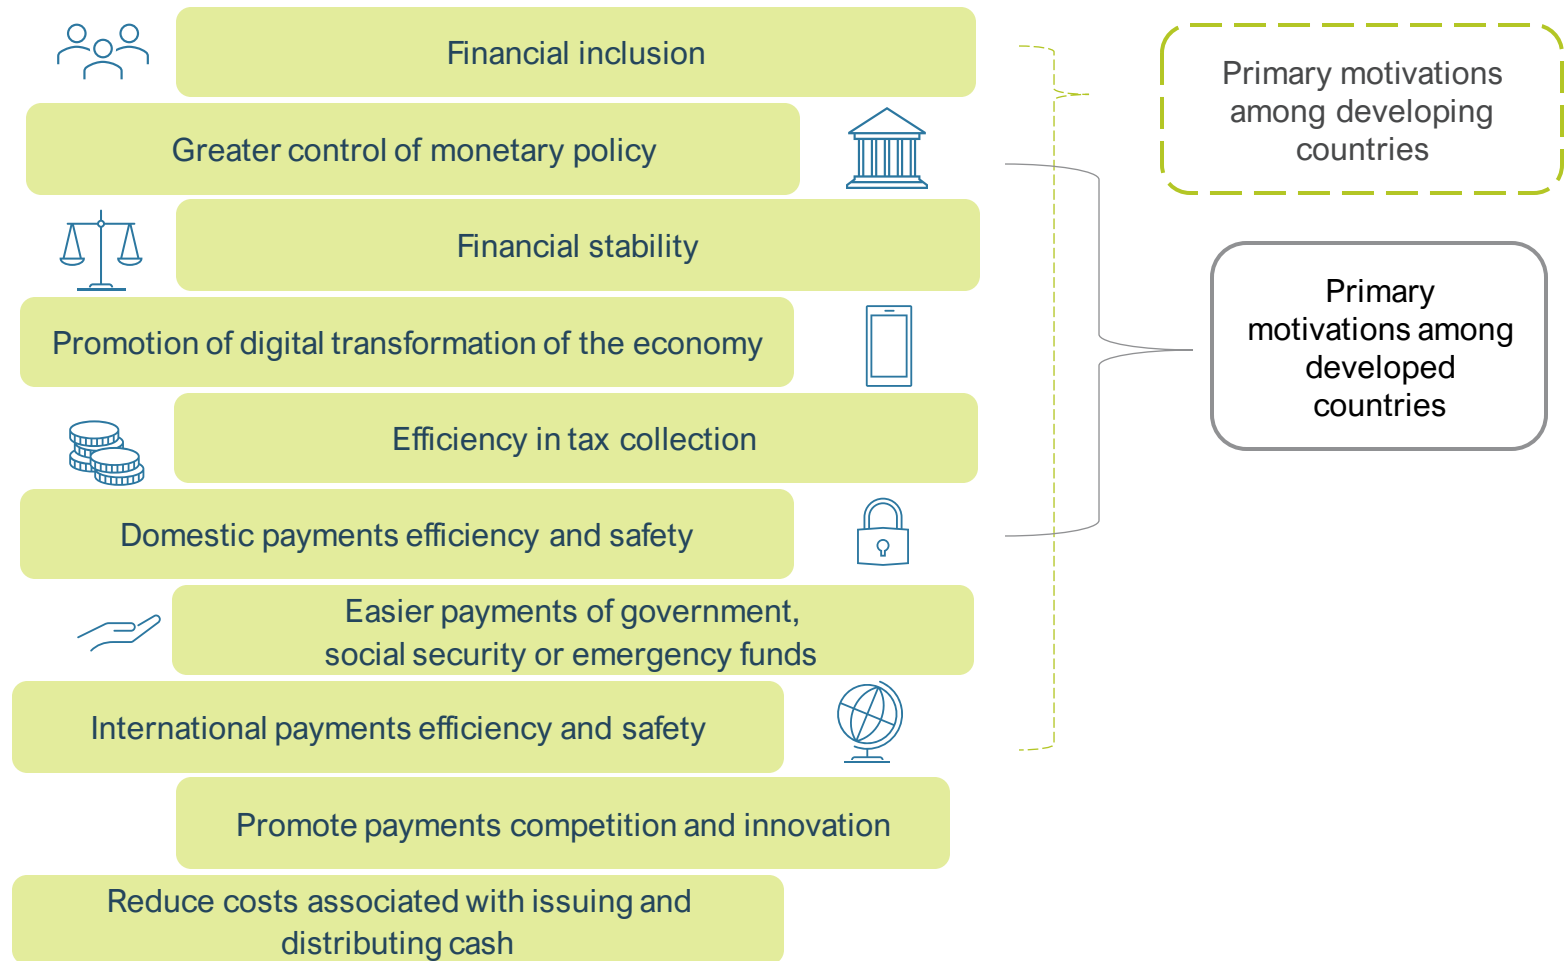 Financial inclusion
Greater control of monetary policy
Financial stability
Promotion of digital transformation of the economy
Efficiency in tax collection
Domestic payments efficiency and safety
Easier payments of government,
social security or emergency funds
International payments efficiency and safety
Promote payments competition and innovation
Reduce costs associated with issuing and
distributing cash
Primary motivations
among developing
countries
Primary
motivations among
developed
countries